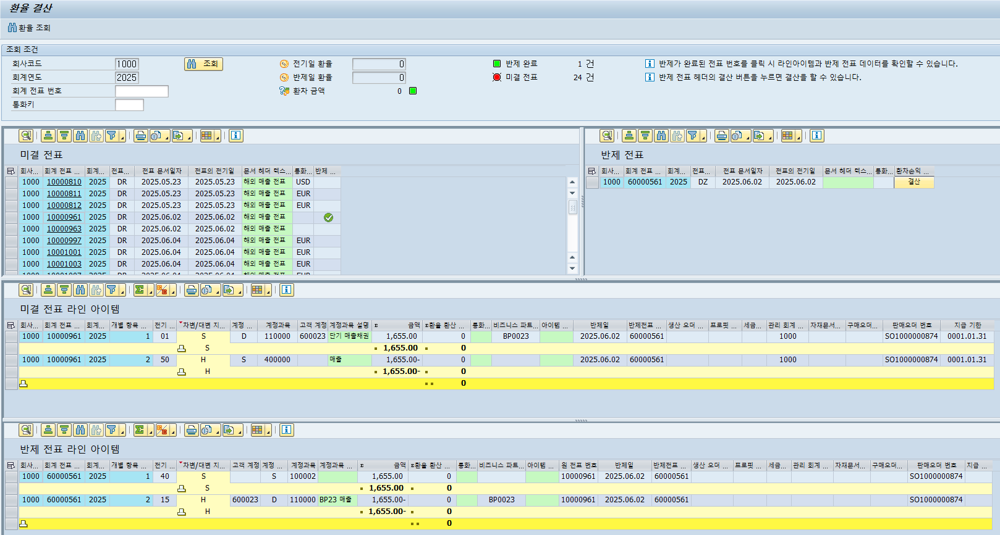 환율 결산
환율 조회
조회 조건
회사코드 1000 조회 전기일 환율 0 반제 완료 1 건 반제가 완료된 전표 번호를 클릭 시 라인아이템과 반제 전표 데이터를 확인할 수 있습니다.
회계연도 2025 반제일 환율 0 미결 전표 24 건 반제 전표 헤더의 결산 버튼을 누르면 결산을 할 수 있습니다.
회계 전표 번호 환차 금액 0
통화키
미결 전표
회사... 회계 전표 ... 회계... 전표... 전표 문서일자 전표의 전기일 문서 헤더 텍스... 통화... 반제 ...
1000 10000810 2025 DR 2025.05.23 2025.05.23 해외 매출 전표 USD
1000 10000811 2025 DR 2025.05.23 2025.05.23 해외 매출 전표 EUR
1000 10000812 2025 DR 2025.05.23 2025.05.23 해외 매출 전표 EUR
1000 10000961 2025 DR 2025.06.02 2025.06.02 해외 매출 전표
1000 10000963 2025 DR 2025.06.02 2025.06.02 해외 매출 전표
1000 10000997 2025 DR 2025.06.04 2025.06.04 해외 매출 전표 EUR
1000 10001001 2025 DR 2025.06.04 2025.06.04 해외 매출 전표 EUR
1000 10001003 2025 DR 2025.06.04 2025.06.04 해외 매출 전표 EUR
반제 전표
회사... 회계 전표 ... 회계... 전표... 전표 문서일자 전표의 전기일 문서 헤더 텍스... 통화... 환차손익 ...
1000 60000561 2025 DZ 2025.06.02 2025.06.02 결산
미결 전표 라인 아이템
회사... 회계 전표 ... 회계... 개별 항목 ... 전기 ... 차변/대변 지... 계정 ... 계정과목 고객 계정 계정과목 설명 Σ 금액 Σ환율 환산 ... 통화... 비즈니스 파트... 아이템 ... 반제일 반제전표 ... 생산 오더 ... 프로핏 ... 세금... 관리 회계 ... 자재문서... 구매오더... 판매오더 번호 지급 기한
1000 10000961 2025 1 01 S D 110000 600023 단기 매출채권 1,655.00 0 BP0023 2025.06.02 60000561 1000 SO1000000874 0001.01.31
S 1,655.00 0
1000 10000961 2025 2 50 H S 400000 매출 1,655.00- 0 2025.06.02 60000561 1000 SO1000000874 0001.01.31
H 1,655.00- 0
0
반제 전표 라인 아이템
회사... 회계 전표 ... 회계... 개별 항목 ... 전기 ... 차변/대변 지... 고객 계정 계정 ... 계정과목 계정과목 ... Σ 금액 Σ환율 환산 ... 통화... 비즈니스 파트... 아이템 ... 원 전표 번호 반제일 반제전표 ... 생산 오더 ... 프로핏 ... 세금... 관리 회계 ... 자재문서... 구매오더... 판매오더 번호 지급 ...
1000 60000561 2025 1 40 S S 100002 1,655.00 0 10000961 2025.06.02 60000561 SO1000000874
S 1,655.00 0
1000 60000561 2025 2 15 H 600023 D 110000 BP23 매출 1,655.00- 0 BP0023 10000961 2025.06.02 60000561 SO1000000874
H 1,655.00- 0
0